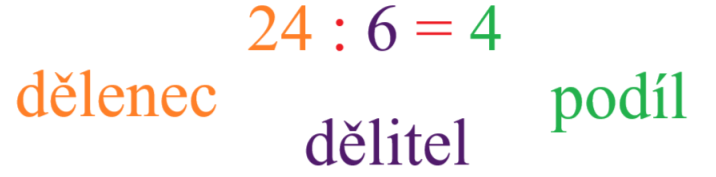 24 : 6 = 4
dělenec
dělitel
podíl